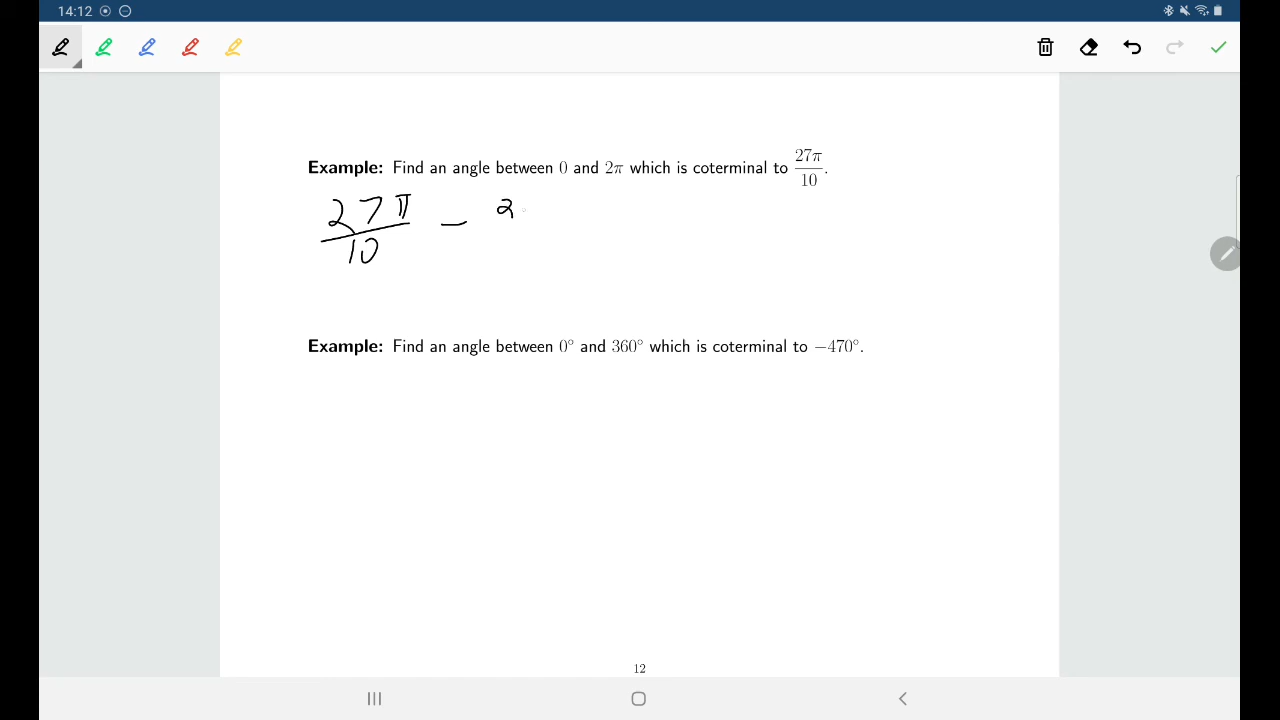 14:12
Example: Find an angle between 0 and 2π which is coterminal to 27π/10.
27π/10 − 2
Example: Find an angle between 0° and 360° which is coterminal to −470°.
12